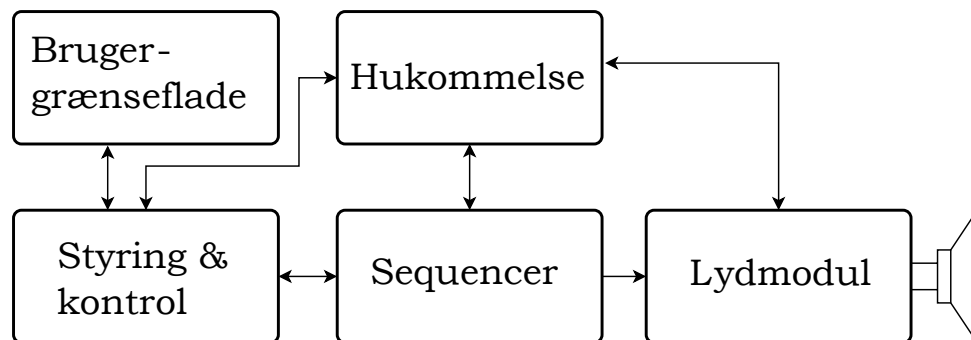 Bruger-
grænseflade
Hukommelse
Styring &
kontrol
Sequencer
Lydmodul